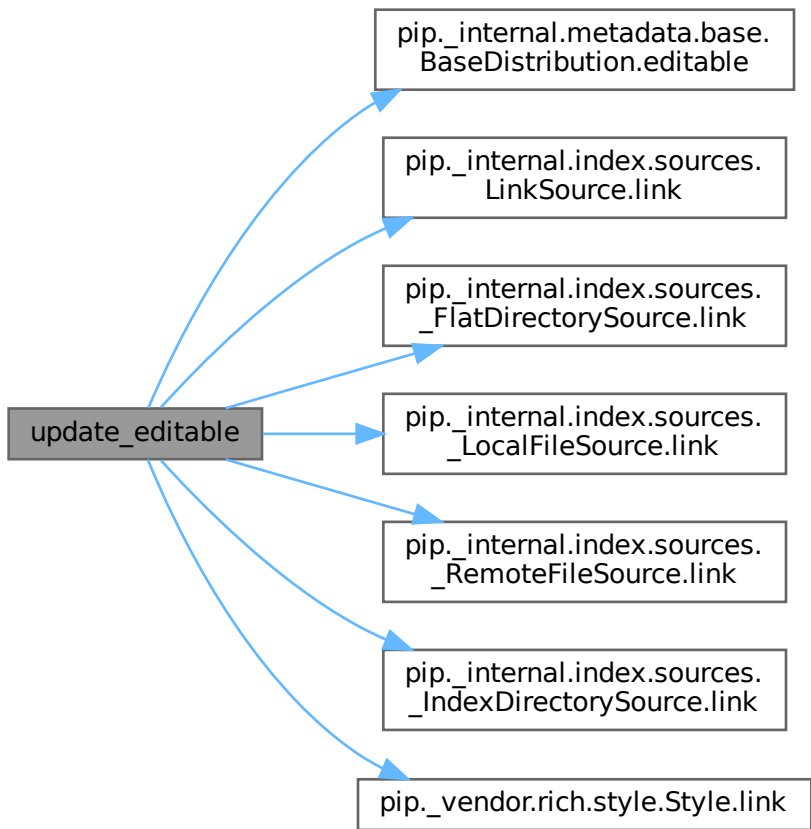 pip._internal.metadata.base.
BaseDistribution.editable
pip._internal.index.sources.
LinkSource.link
pip._internal.index.sources.
_FlatDirectorySource.link
update_editable
pip._internal.index.sources.
_LocalFileSource.link
pip._internal.index.sources.
_RemoteFileSource.link
pip._internal.index.sources.
_IndexDirectorySource.link
pip._vendor.rich.style.Style.link